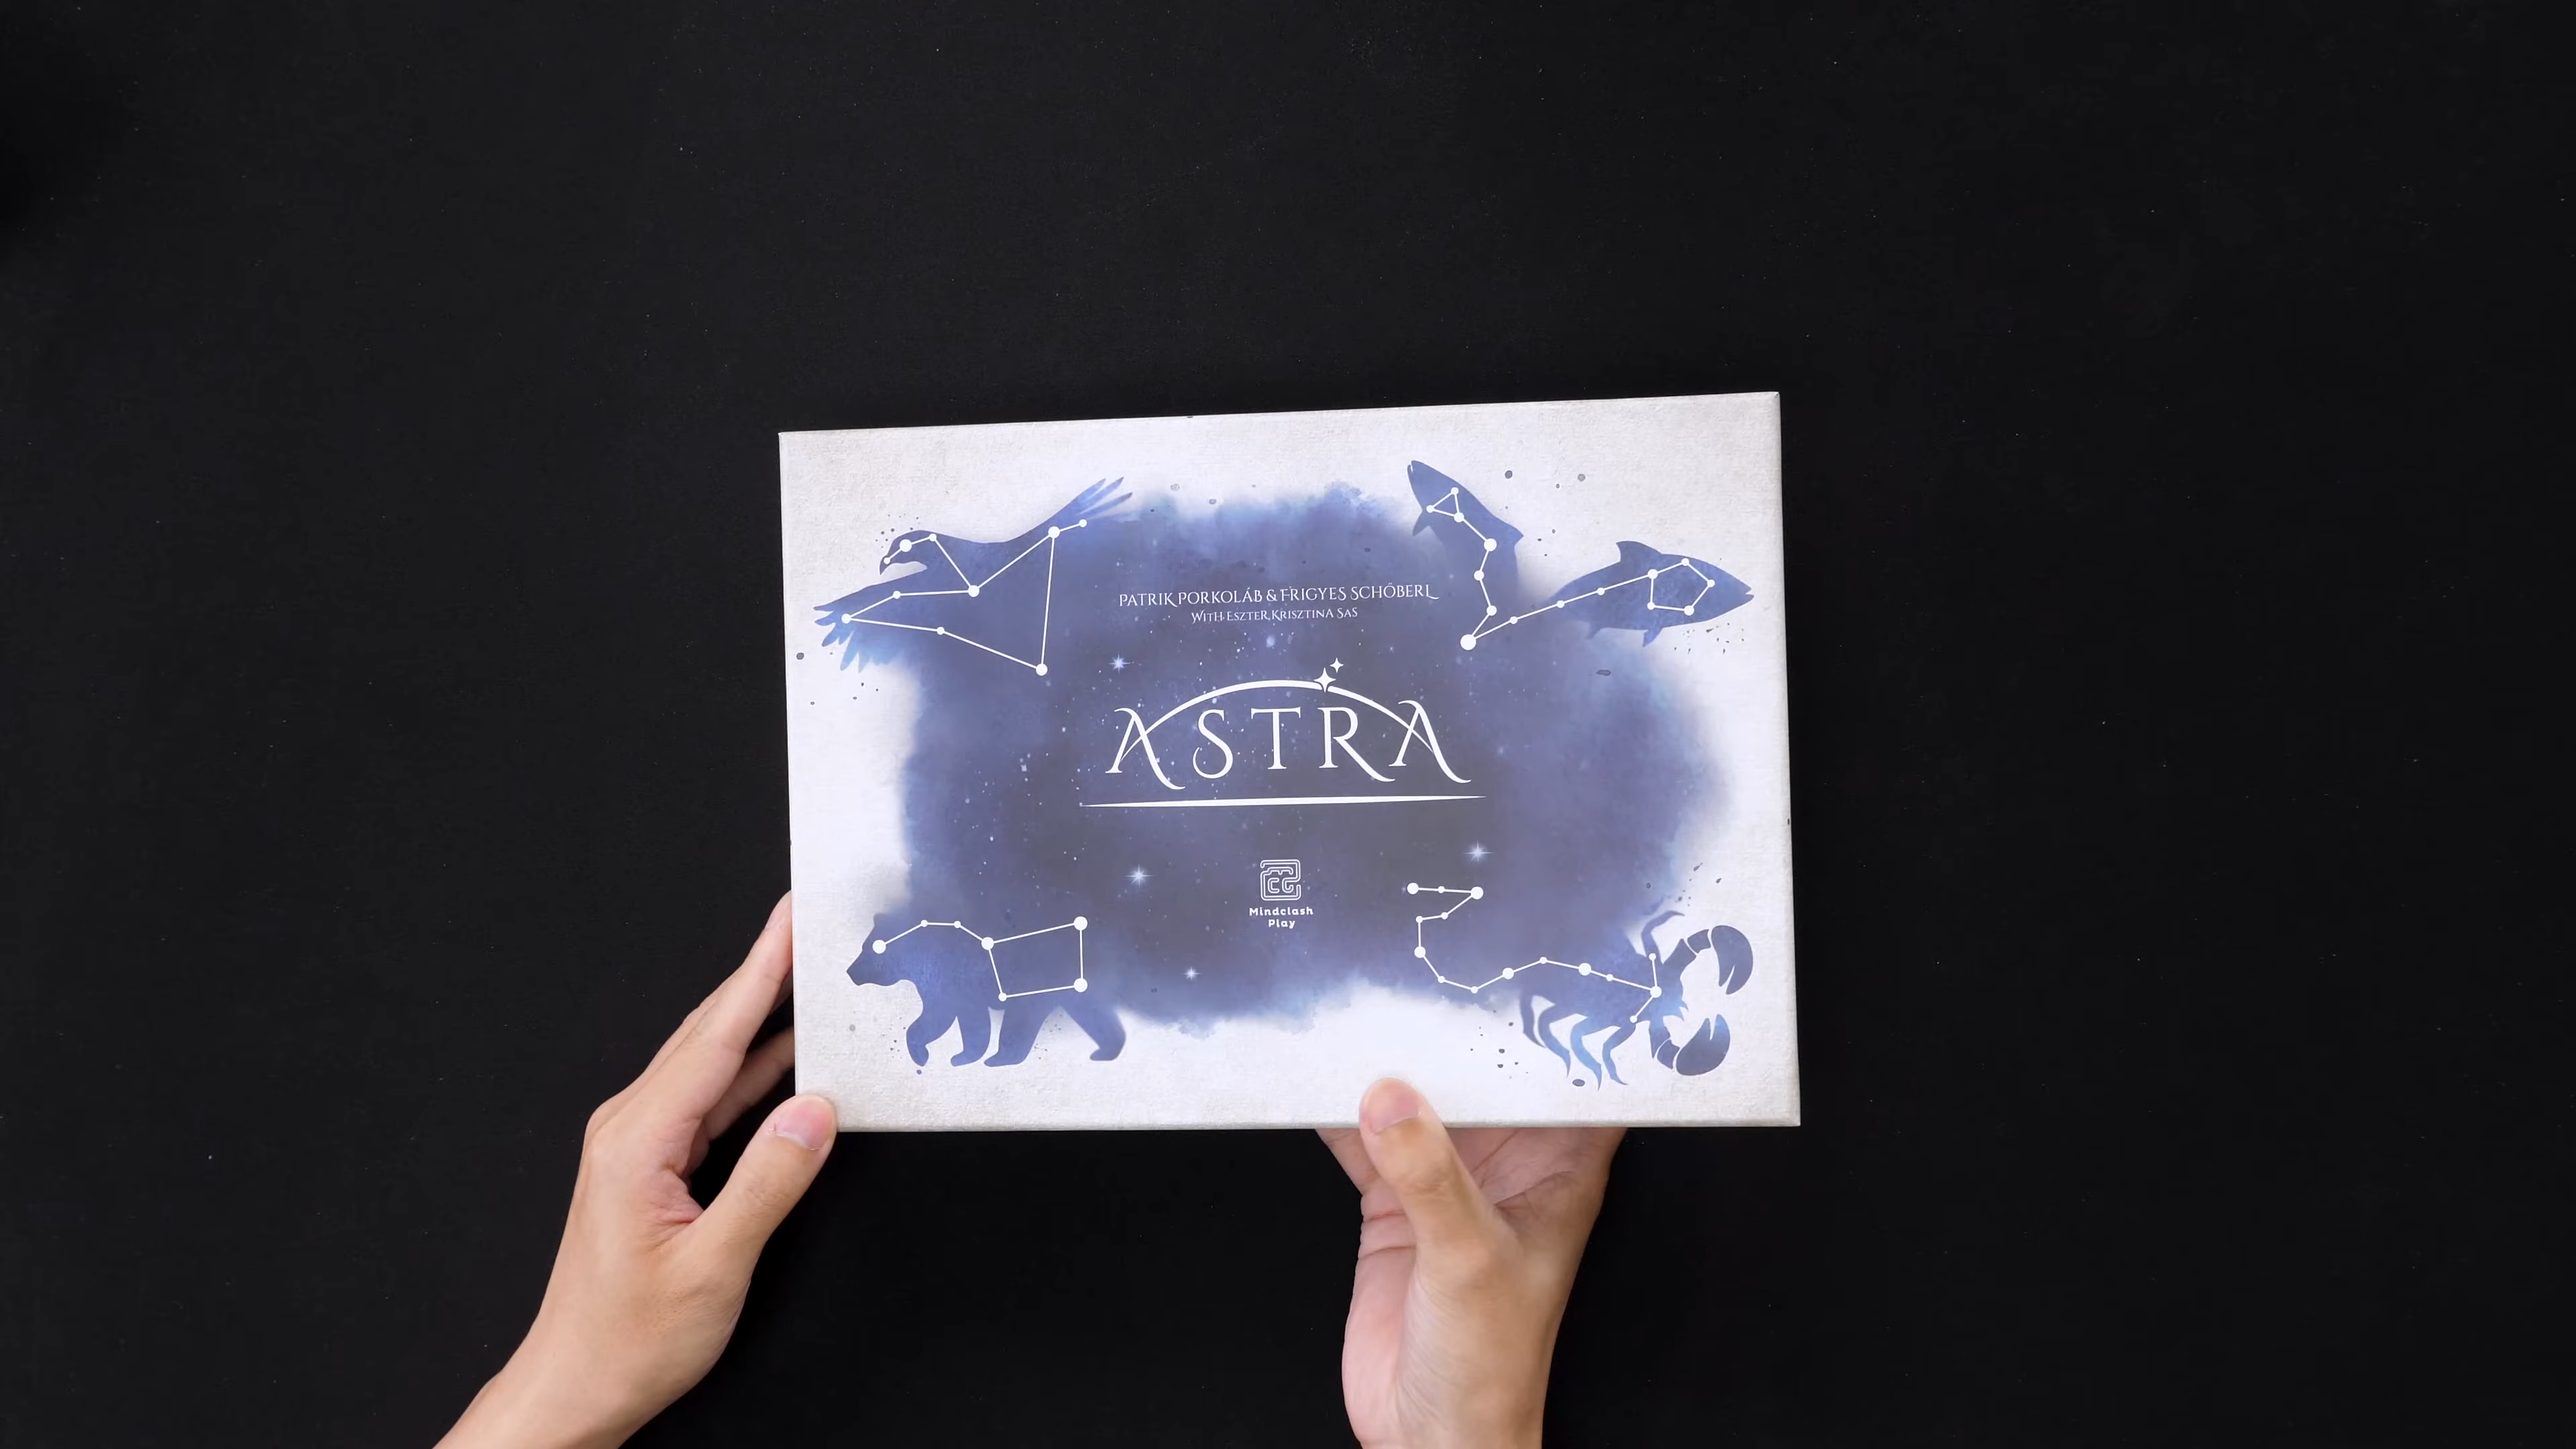 PATRIK PORKOLÁB & FRIGYES SCHÖBERL
WITH ESZTER KRISZTINA SAS
ASTRA
Mindclash
Play